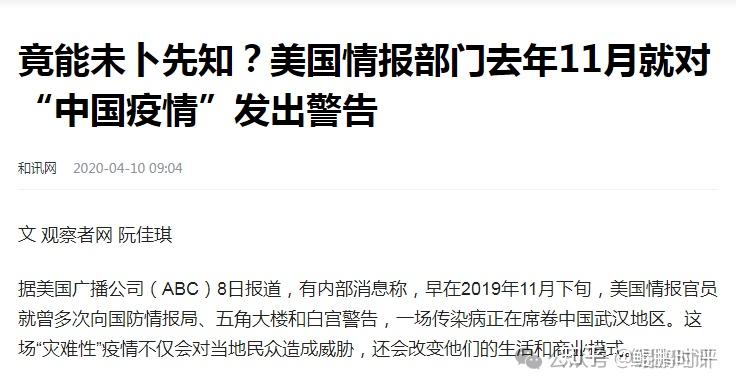 竟能未卜先知？美国情报部门去年11月就对
“中国疫情”发出警告
和讯网 2020-04-10 09:04
文 观察者网 阮佳琪
据美国广播公司（ABC）8日报道，有内部消息称，早在2019年11月下旬，美国情报官员
就曾多次向国防情报局、五角大楼和白宫警告，一场传染病正在席卷中国武汉地区。这
场“灾难性”疫情不仅会对当地民众造成威胁，还会改变他们的生活和商业模式。
公众号·鲲鹏时评